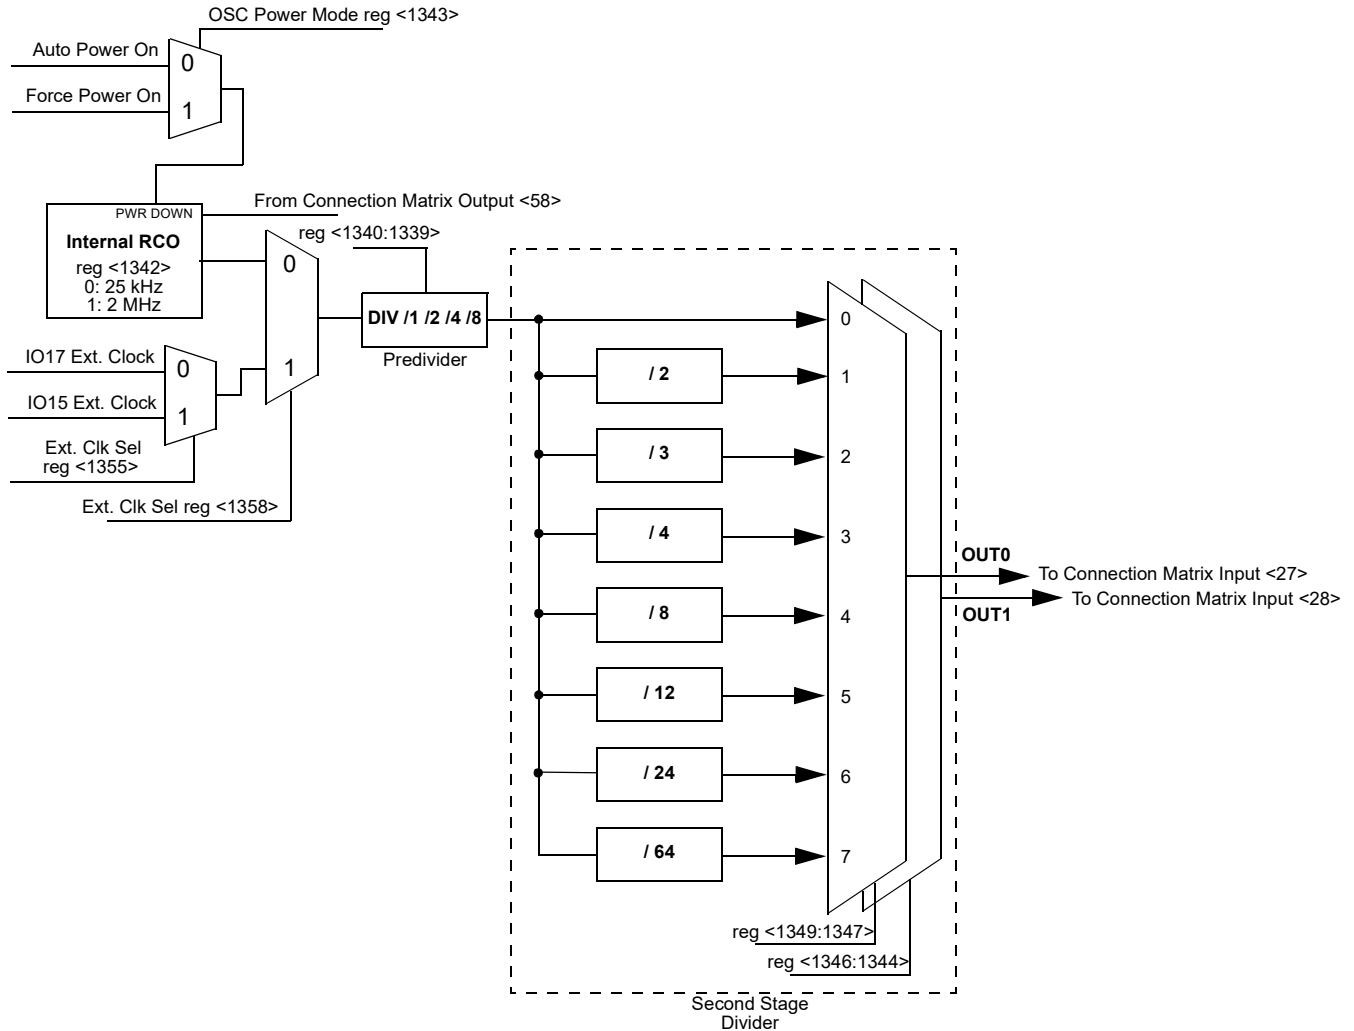 OSC Power Mode reg <1343>
Auto Power On
0
Force Power On
1
From Connection Matrix Output <58>
PWR DOWN
Internal RCO
reg <1342>
0: 25 kHz
1: 2 MHz
reg <1340:1339>
0
1
DIV /1 /2 /4 /8
Predivider
IO17 Ext. Clock
0
IO15 Ext. Clock
1
Ext. Clk Sel
reg <1355>
Ext. Clk Sel reg <1358>
0
/ 2
1
/ 3
2
/ 4
3
/ 8
4
/ 12
5
/ 24
6
/ 64
7
OUT0
To Connection Matrix Input <27>
To Connection Matrix Input <28>
OUT1
reg <1349:1347>
reg <1346:1344>
Second Stage
Divider